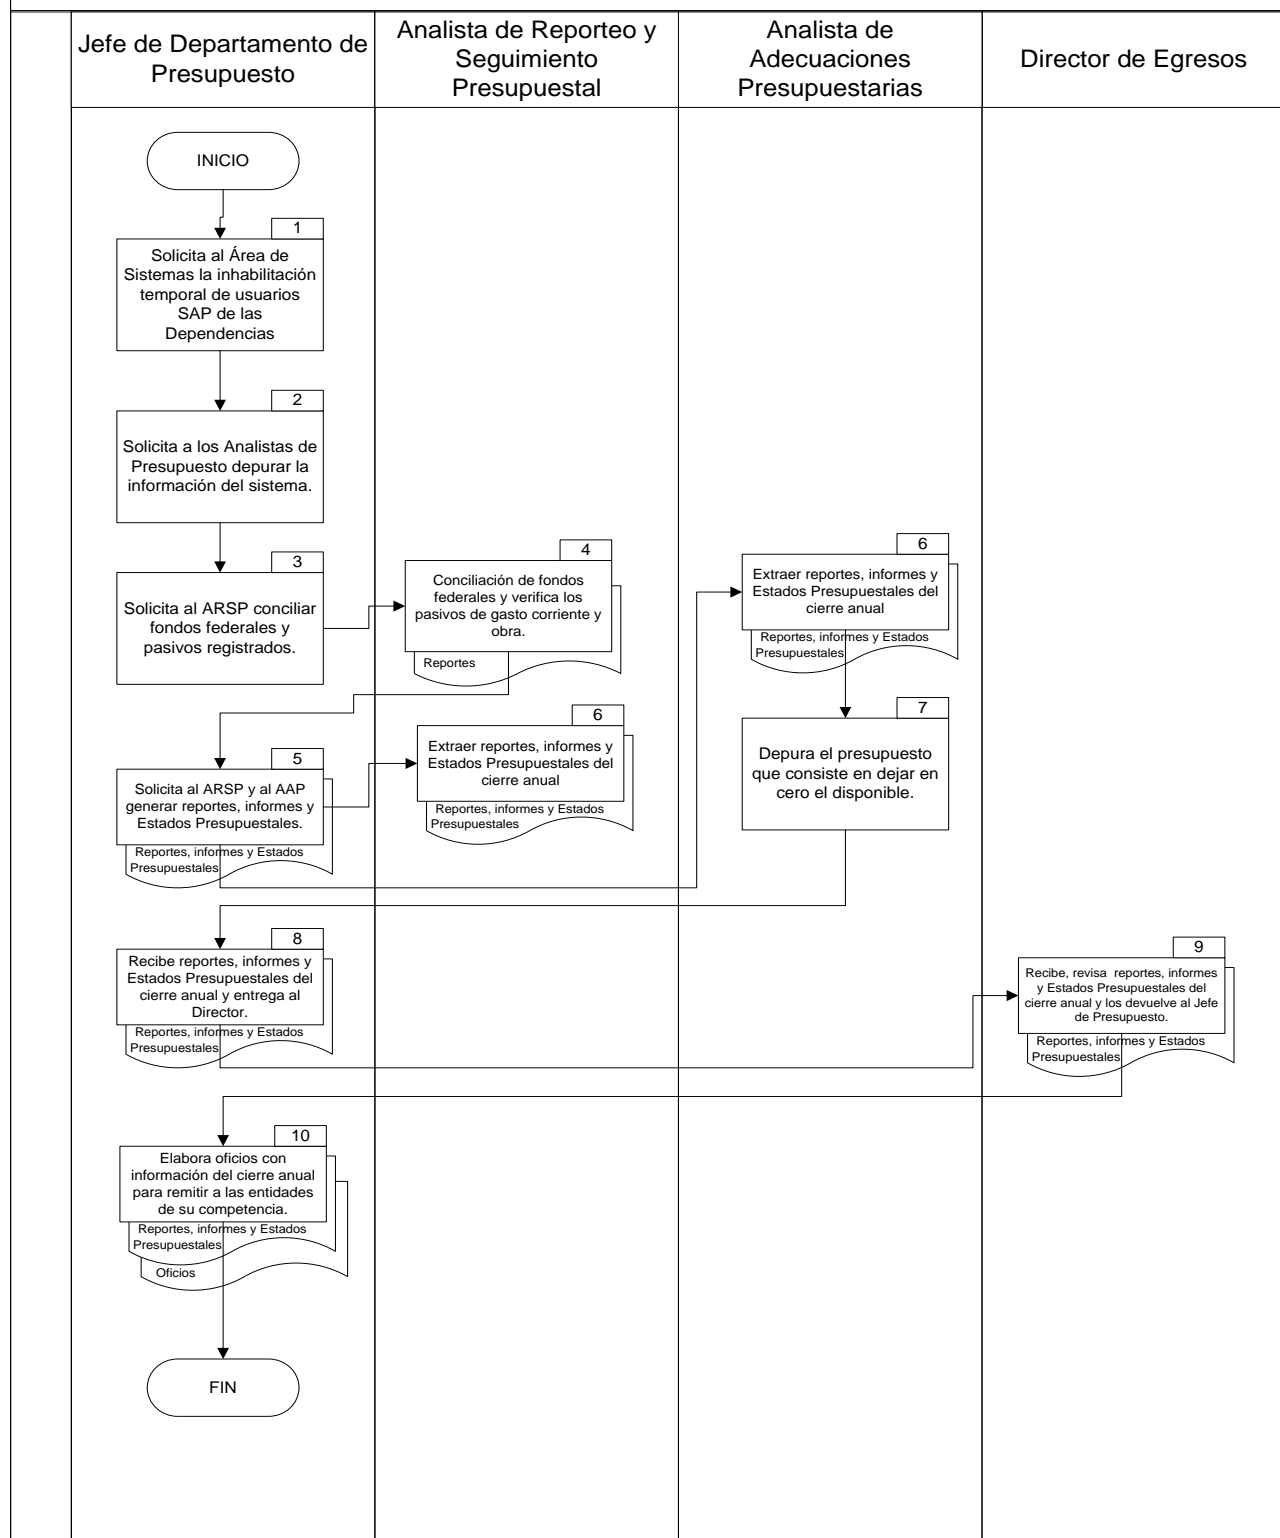 Jefe de Departamento de
Presupuesto
Analista de Reporteo y
Seguimiento
Presupuestal
Analista de
Adecuaciones
Presupuestarias
Director de Egresos
INICIO
1
Solicita al Área de
Sistemas la inhabilitación
temporal de usuarios
SAP de las
Dependencias
2
Solicita a los Analistas de
Presupuesto depurar la
información del sistema.
3
Solicita al ARSP conciliar
fondos federales y
pasivos registrados.
4
Conciliación de fondos
federales y verifica los
pasivos de gasto corriente y
obra.
Reportes
6
Extraer reportes, informes y
Estados Presupuestales del
cierre anual
Reportes, informes y Estados
Presupuestales
5
Solicita al ARSP y al AAP
generar reportes, informes y
Estados Presupuestales.
Reportes, informes y Estados
Presupuestales
6
Extraer reportes, informes y
Estados Presupuestales del
cierre anual
Reportes, informes y Estados
Presupuestales
7
Depura el presupuesto
que consiste en dejar en
cero el disponible.
8
Recibe reportes, informes y
Estados Presupuestales del
cierre anual y entrega al
Director.
Reportes, informes y Estados
Presupuestales
9
Recibe, revisa  reportes, informes
y Estados Presupuestales del
cierre anual y los devuelve al Jefe
de Presupuesto.
Reportes, informes y Estados
Presupuestales
10
Elabora oficios con
información del cierre anual
para remitir a las entidades
de su competencia.
Reportes, informes y Estados
Presupuestales
Oficios
FIN